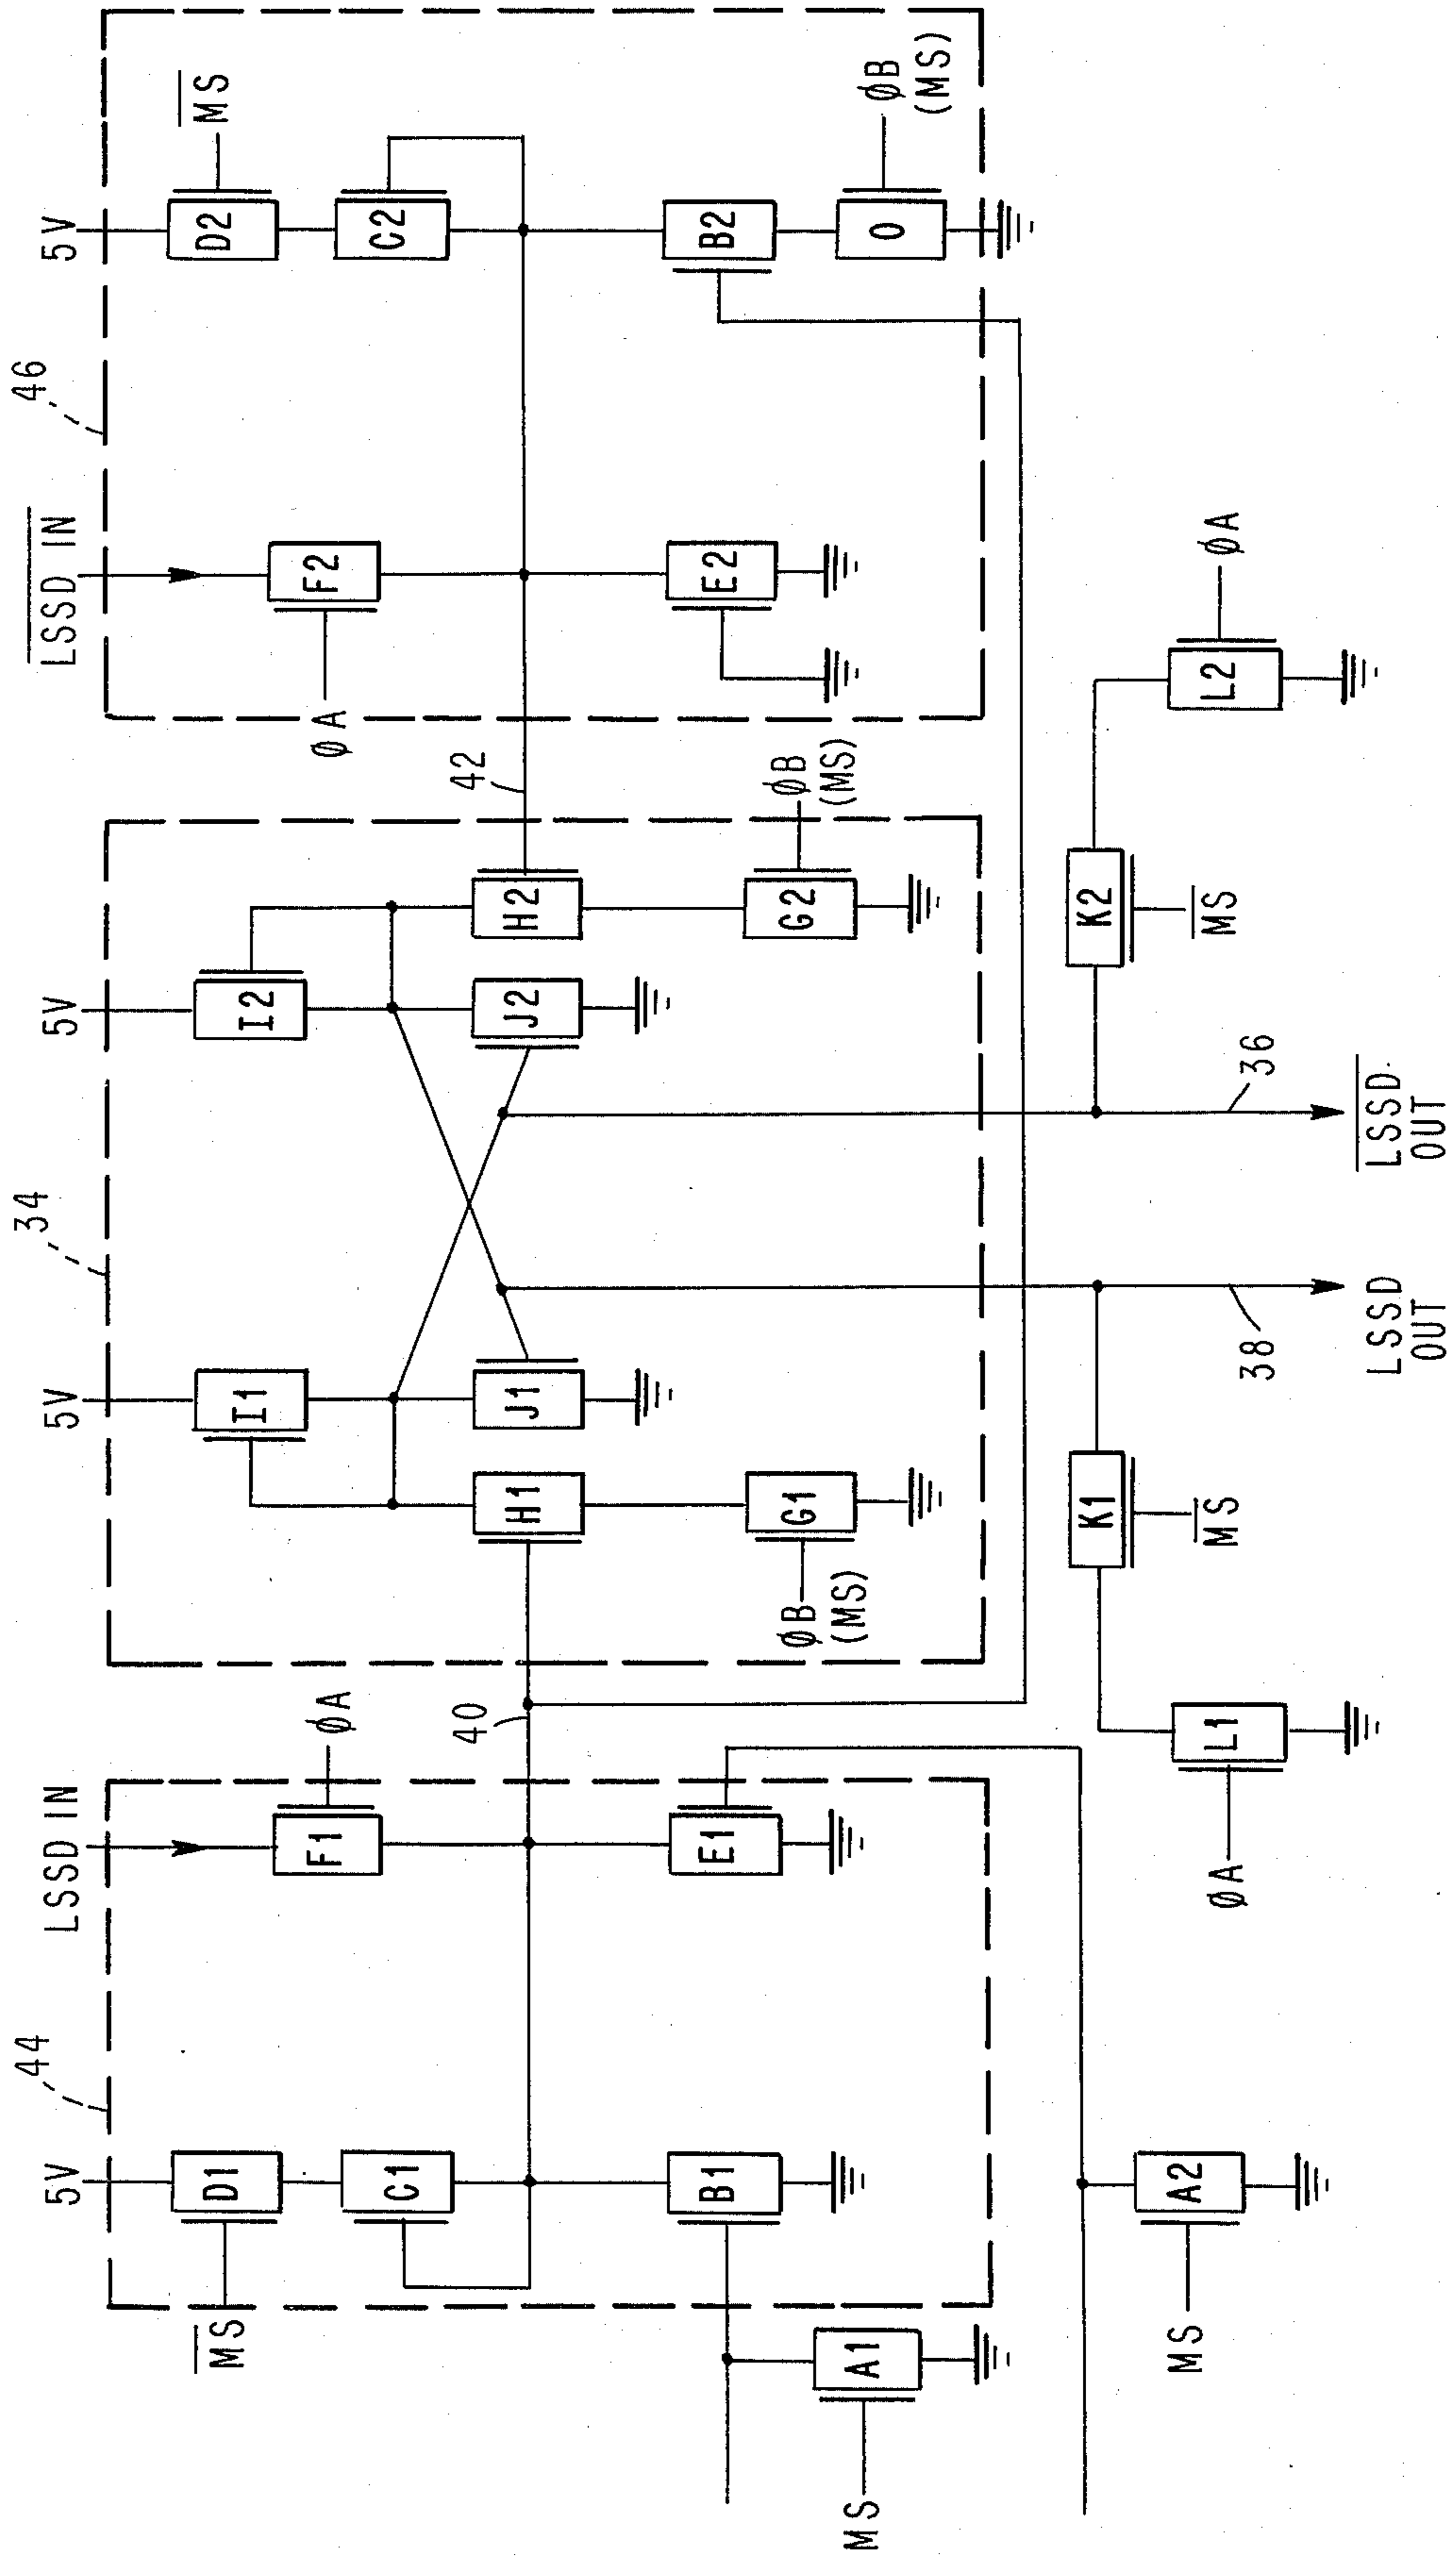 44
34
46
5V
LSSD IN
5V
5V
LSSD IN
5V
MS
D1
F1
ØA
I1
I2
ØA
F2
D2
MS
C1
C2
40
H1
J1
J2
H2
42
B1
E1
G1
G2
E2
B2
ØB
(MS)
ØB
(MS)
O
ØB
(MS)
MS
A1
MS
A2
ØA
L1
K1
MS
K2
MS
L2
ØA
38
36
LSSD
OUT
LSSD
OUT